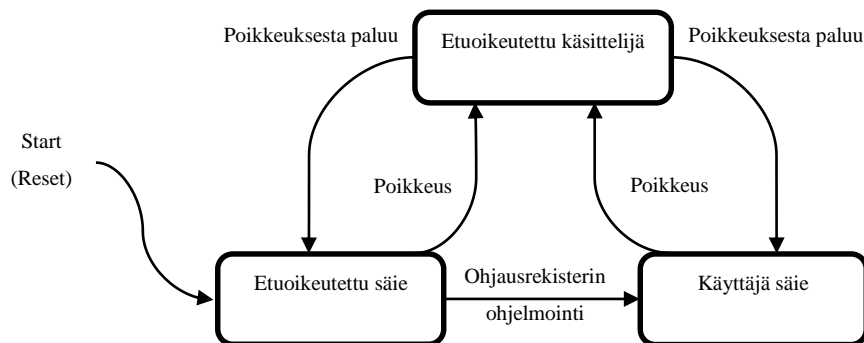 Poikkeuksesta paluu
Etuoikeutettu käsittelijä
Poikkeuksesta paluu
Start
(Reset)
Poikkeus
Poikkeus
Etuoikeutettu säie
Ohjausrekisterin
ohjelmointi
Käyttäjä säie